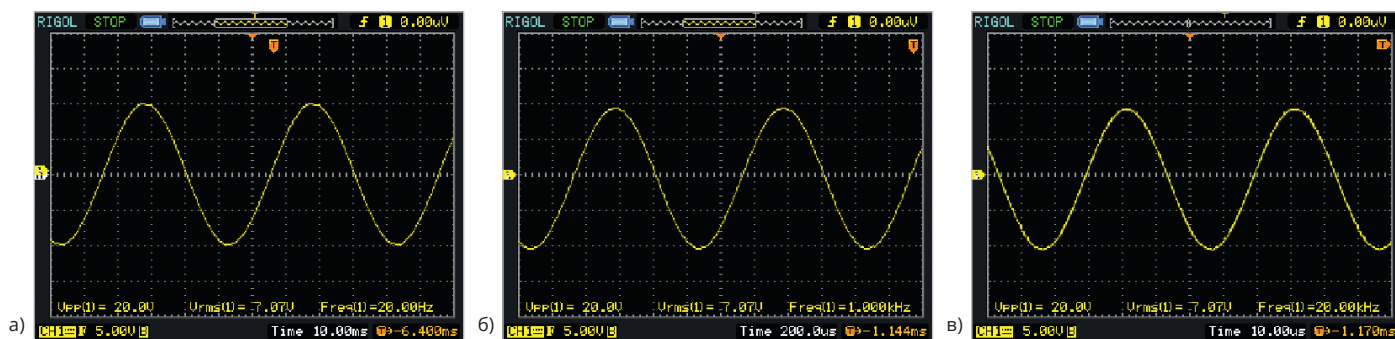 RIGOL STOP T 1 0.00uV
T
Vpp(1)= 20.0V Vrms(1)=-7.07V Freq(1)=20.00Hz
а) CH1 F 5.00V B Time 10.00ms T→-6.400ms
RIGOL STOP T 1 0.00uV
T
Vpp(1)= 20.0V Vrms(1)=-7.07V Freq(1)=1.000kHz
б) CH1 F 5.00V B Time 200.0us T→-1.144ms
RIGOL STOP T 1 0.00uV
T
Vpp(1)= 20.0V Vrms(1)=-7.07V Freq(1)=20.00kHz
в) CH1 5.00V B Time 10.00us T→-1.170ms